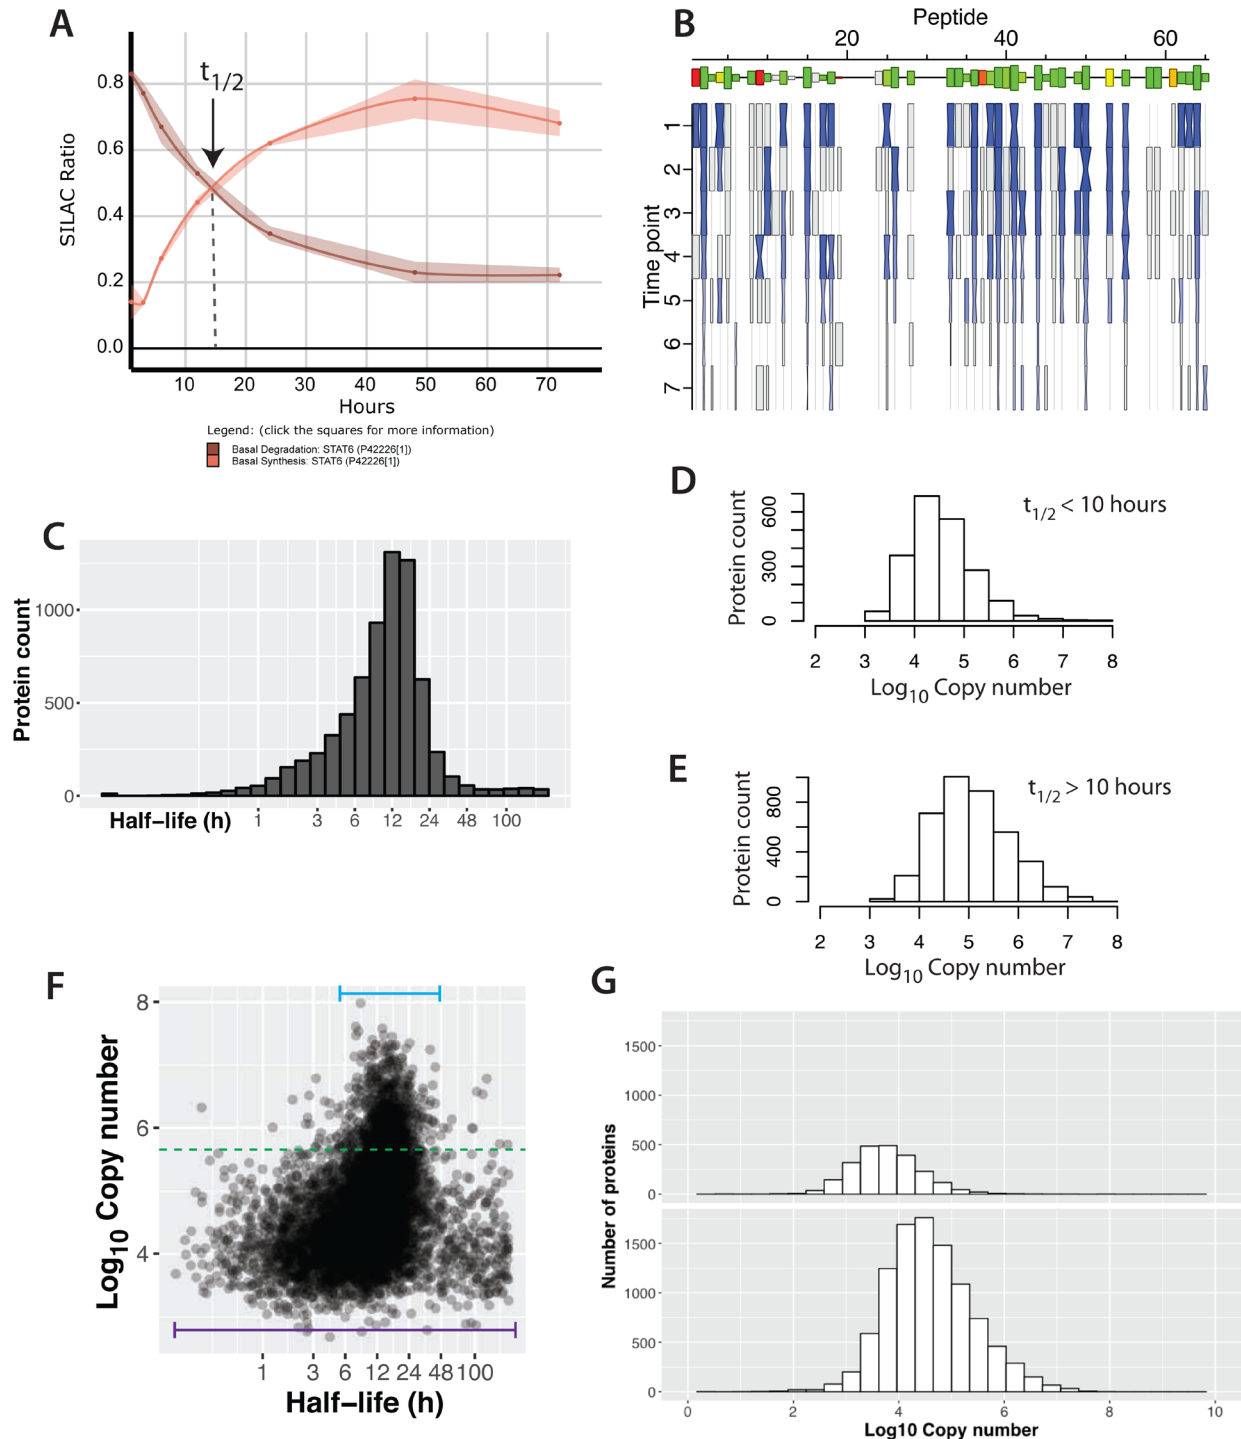 A
t1/2
SILAC Ratio
0.8
0.6
0.4
0.2
0.0
10 20 30 40 50 60 70
Hours
Legend: (click the squares for more information)
Basal Degradation: STAT6 (P42226[1])
Basal Synthesis: STAT6 (P42226[1])
B
Peptide
20 40 60
Time point
1
2
3
4
5
6
7
C
Protein count
1000
500
0
Half-life (h) 1 3 6 12 24 48 100
D
t1/2 < 10 hours
Protein count
600
300
0
2 3 4 5 6 7 8
Log10 Copy number
E
t1/2 > 10 hours
Protein count
800
400
0
2 3 4 5 6 7 8
Log10 Copy number
F
Log10 Copy number
8
6
4
1 3 6 12 24 48 100
Half-life (h)
G
Number of proteins
1500
1000
500
0
1500
1000
500
0
0 2 4 6 8 10
Log10 Copy number